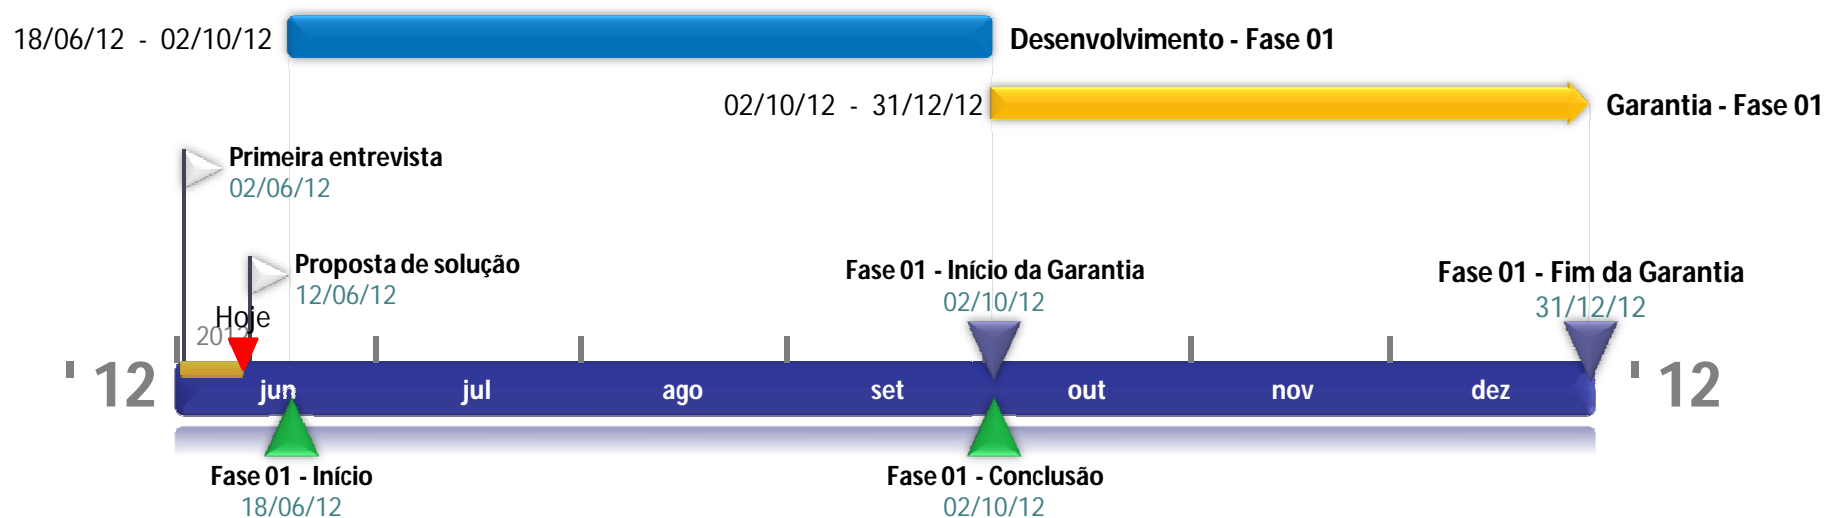 18/06/12 - 02/10/12
Desenvolvimento - Fase 01
02/10/12 - 31/12/12
Garantia - Fase 01
Primeira entrevista
02/06/12
Proposta de solução
12/06/12
Fase 01 - Início da Garantia
02/10/12
Fase 01 - Fim da Garantia
31/12/12
Hoje
2012
'12
jun
jul
ago
set
out
nov
dez
'12
Fase 01 - Início
18/06/12
Fase 01 - Conclusão
02/10/12